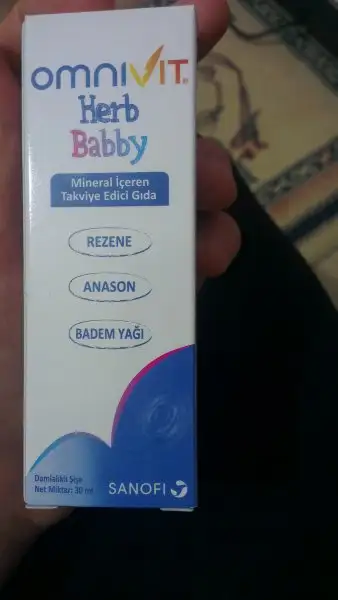 OMNIVIT®
Herb
Babby
Mineral İçeren
Takviye Edici Gıda
REZENE
ANASON
BADEM YAĞI
Damlalıklı Şişe
Net Miktar: 30 ml
SANOFI